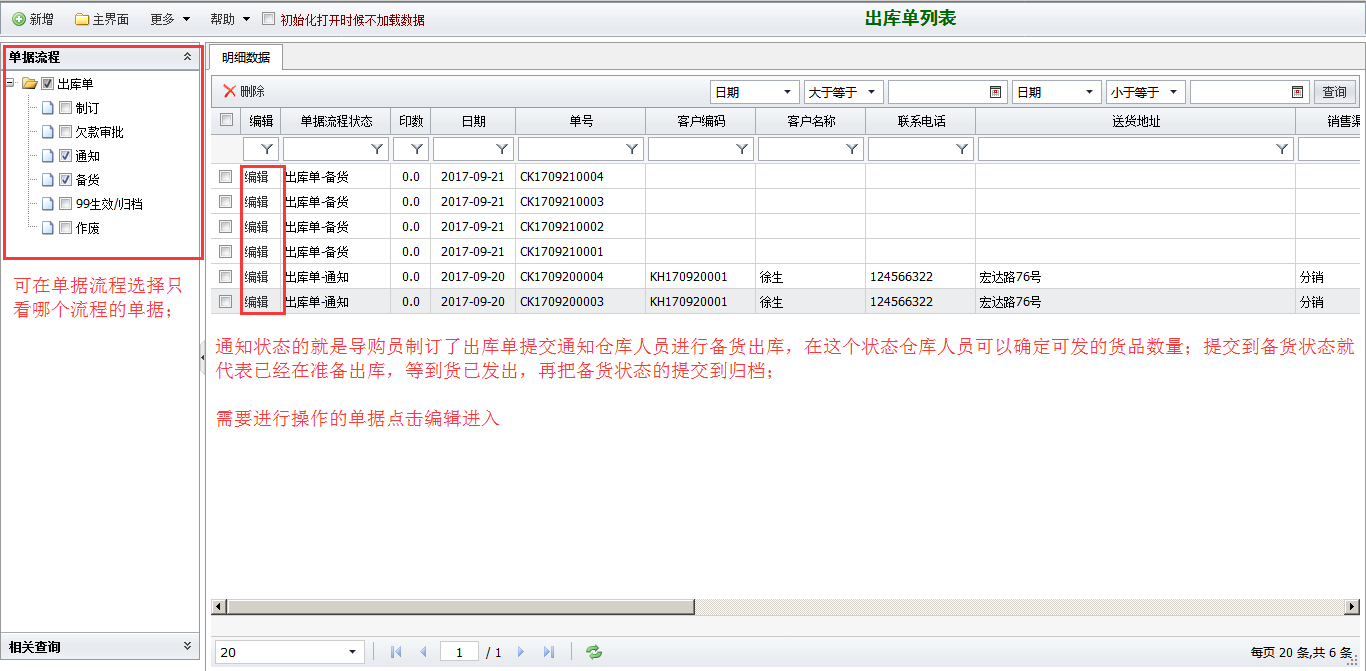 新增 主界面 更多 帮助 初始化打开时候不加载数据 出库单列表
单据流程
出库单
制订
欠款审批
通知
备货
99生效/归档
作废
可在单据流程选择只
看哪个流程的单据；
相关查询
明细数据
删除 日期 大于等于 日期 小于等于 查询
编辑 单据流程状态 印数 日期 单号 客户编码 客户名称 联系电话 送货地址 销售渠
编辑 出库单-备货 0.0 2017-09-21 CK1709210004
编辑 出库单-备货 0.0 2017-09-21 CK1709210003
编辑 出库单-备货 0.0 2017-09-21 CK1709210002
编辑 出库单-备货 0.0 2017-09-21 CK1709210001
编辑 出库单-通知 0.0 2017-09-20 CK1709200004 KH170920001 徐生 124566322 宏达路76号 分销
编辑 出库单-通知 0.0 2017-09-20 CK1709200003 KH170920001 徐生 124566322 宏达路76号 分销
通知状态的就是导购员制订了出库单提交通知仓库人员进行备货出库，在这个状态仓库人员可以确定可发的货品数量；提交到备货状态就
代表已经在准备出库，等到货已发出，再把备货状态的提交到归档；
需要进行操作的单据点击编辑进入
20 1 / 1 每页 20 条,共 6 条